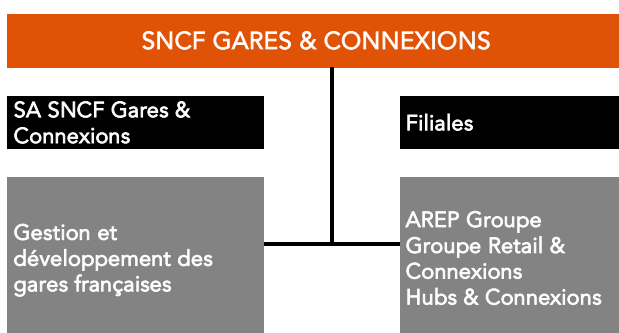 SNCF GARES & CONNEXIONS
SA SNCF Gares &
Connexions
Filiales
Gestion et
développement des
gares françaises
AREP Groupe
Groupe Retail &
Connexions
Hubs & Connexions